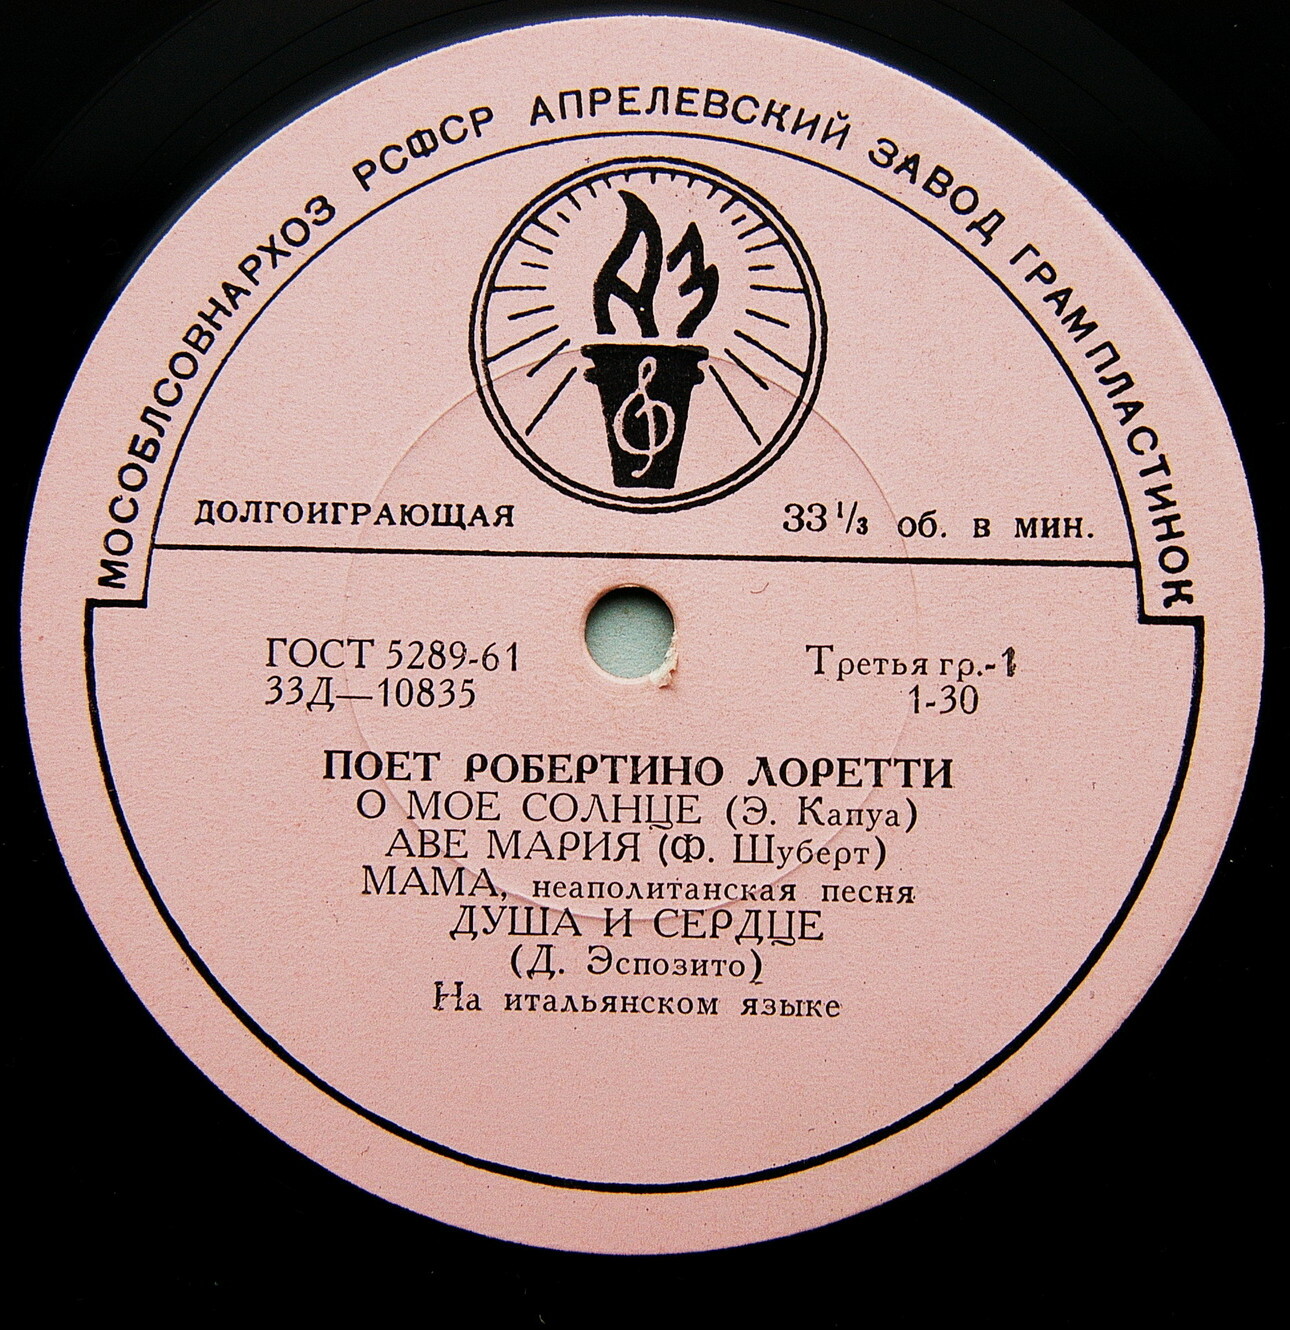 МОСОБЛСОВНАРХОЗ РСФСР АПРЕЛЕВСКИЙ ЗАВОД ГРАМПЛАСТИНОК
АЗ
ДОЛГОИГРАЮЩАЯ 33 1/3 об. в мин.
ГОСТ 5289-61 Третья гр.-1
33Д—10835 1-30
ПОЕТ РОБЕРТИНО ЛОРЕТТИ
О МОЕ СОЛНЦЕ (Э. Капуа)
АВЕ МАРИЯ (Ф. Шуберт)
МАМА, неаполитанская песня
ДУША И СЕРДЦЕ
(Д. Эспозито)
На итальянском языке